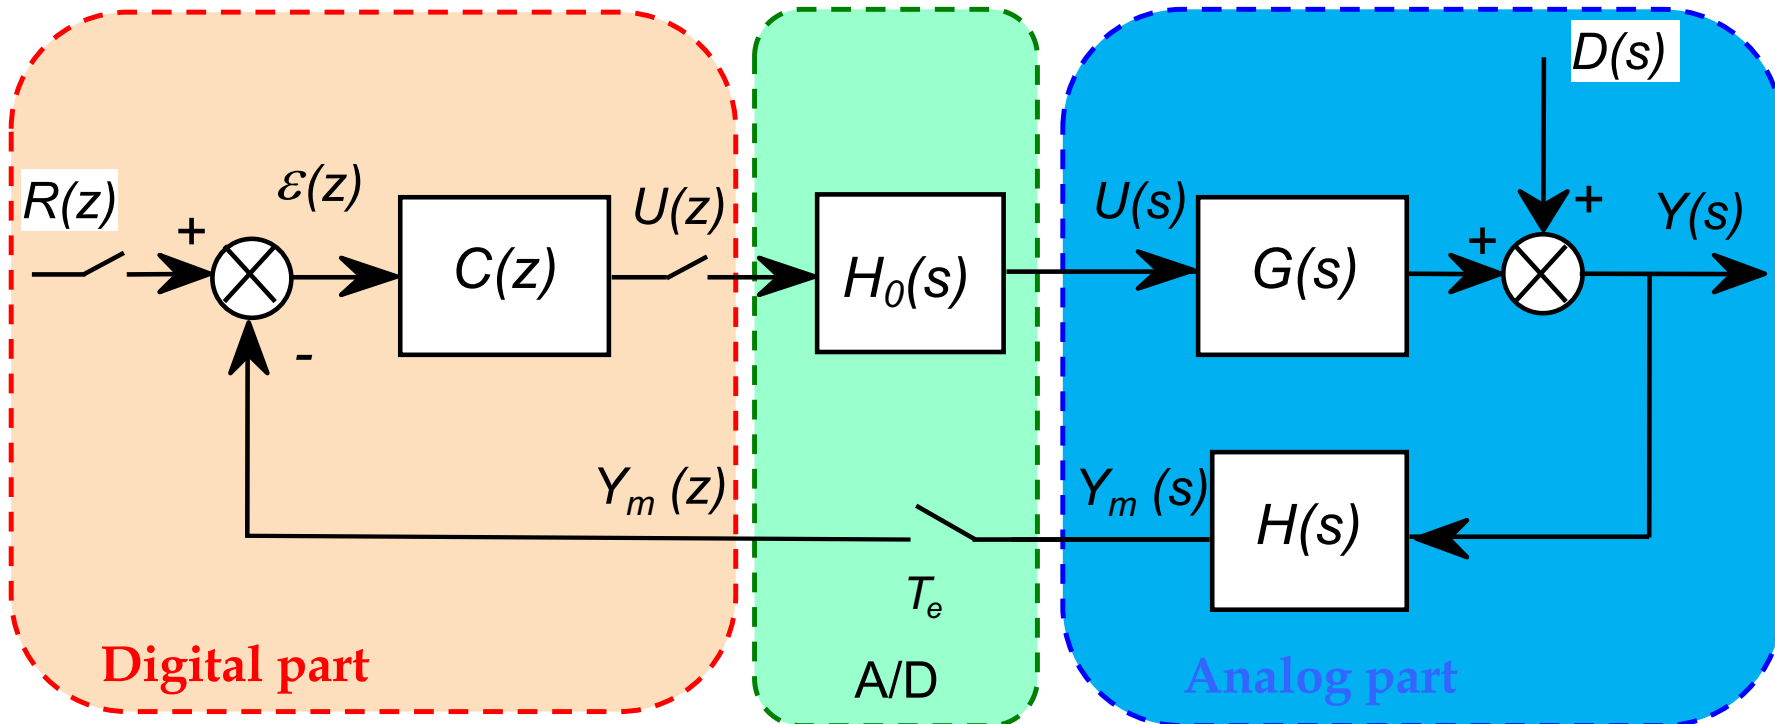 D(s)
R(z)
+
ε(z)
C(z)
U(z)
H0(s)
U(s)
G(s)
+
+
Y(s)
-
Ym (z)
Te
Ym (s)
H(s)
Digital part
A/D
Analog part